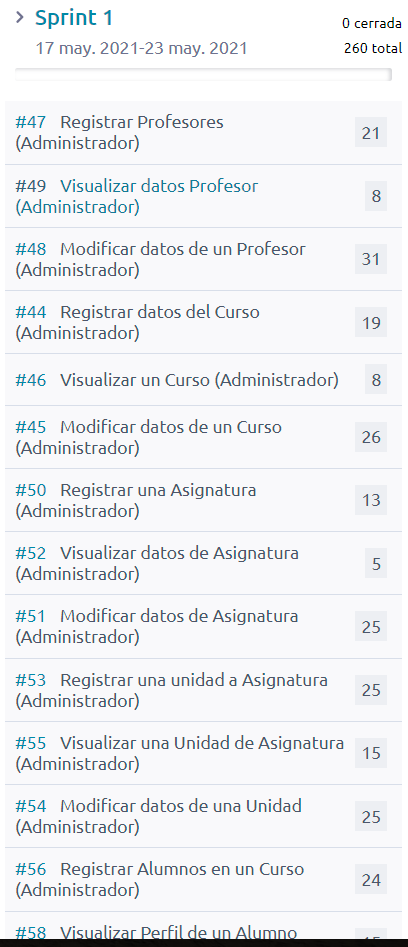 Sprint 1
0 cerrada
17 may. 2021-23 may. 2021
260 total
#47 Registrar Profesores
(Administrador)
21
#49 Visualizar datos Profesor
(Administrador)
8
#48 Modificar datos de un Profesor
(Administrador)
31
#44 Registrar datos del Curso
(Administrador)
19
#46 Visualizar un Curso (Administrador)
8
#45 Modificar datos de un Curso
(Administrador)
26
#50 Registrar una Asignatura
(Administrador)
13
#52 Visualizar datos de Asignatura
(Administrador)
5
#51 Modificar datos de Asignatura
(Administrador)
25
#53 Registrar una unidad a Asignatura
(Administrador)
25
#55 Visualizar una Unidad de Asignatura
(Administrador)
15
#54 Modificar datos de una Unidad
(Administrador)
25
#56 Registrar Alumnos en un Curso
(Administrador)
24
#58 Visualizar Perfil de un Alumno